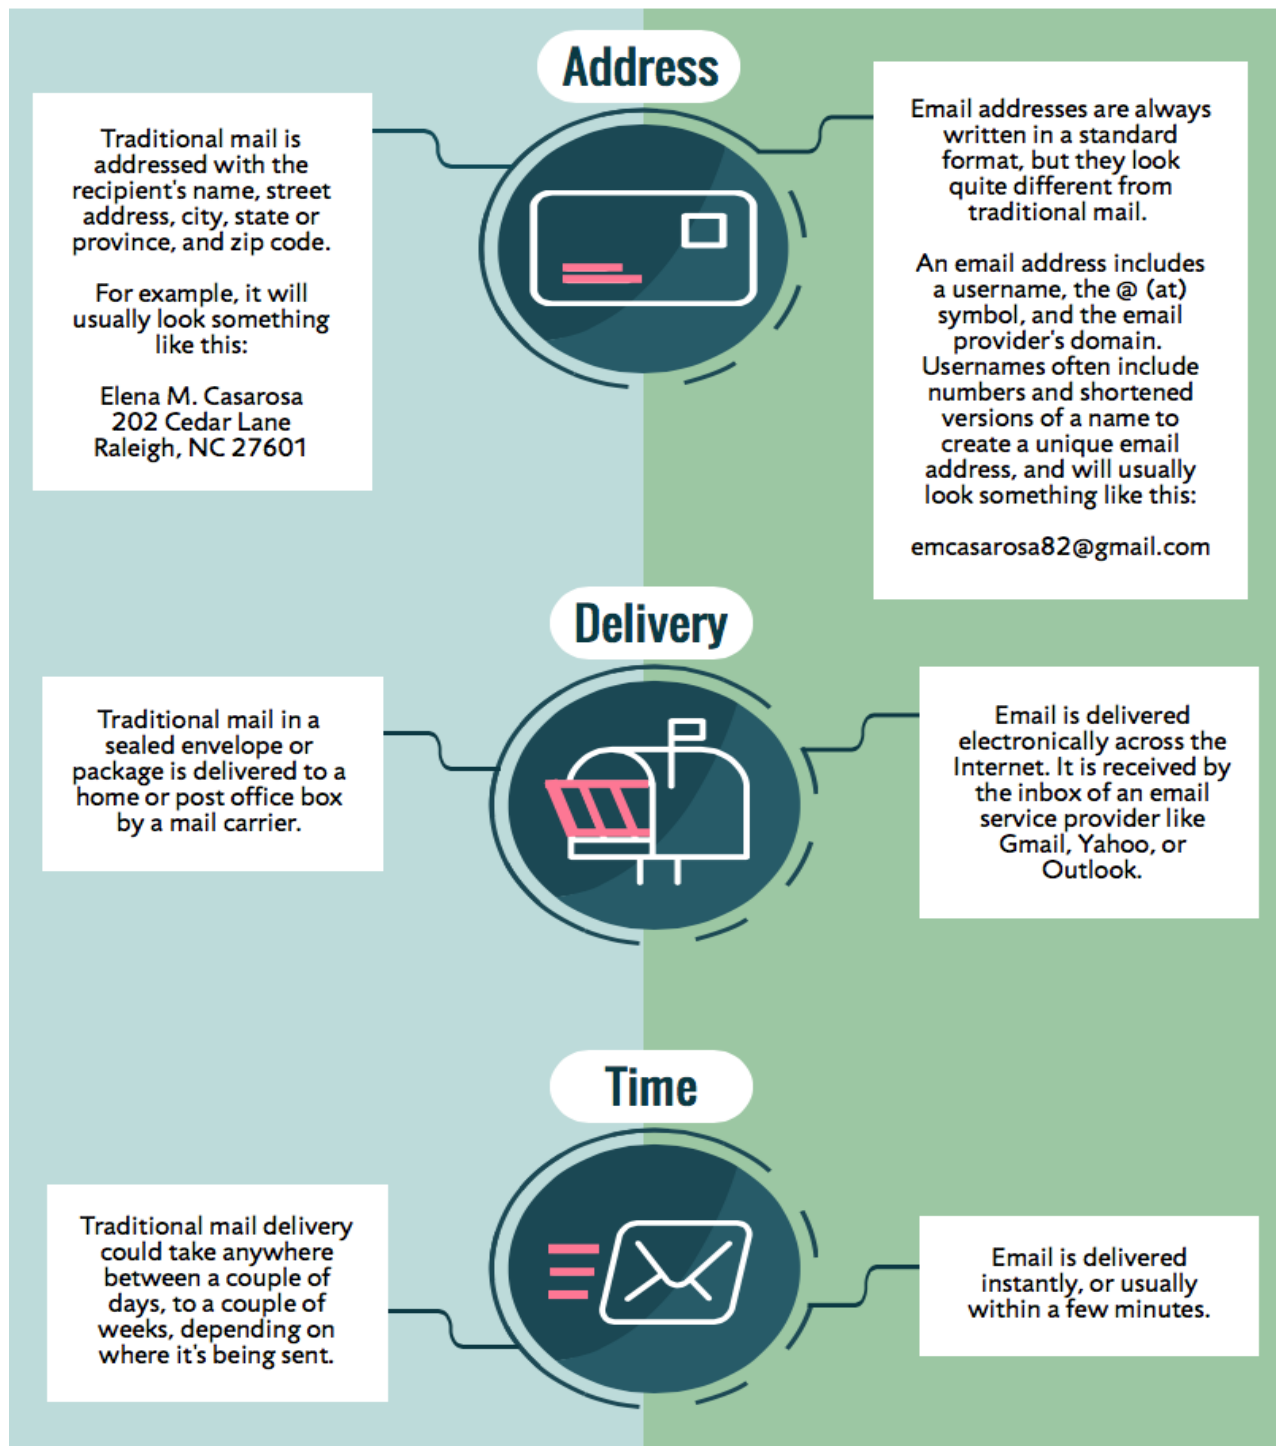 Address
Traditional mail is
addressed with the
recipient's name, street
address, city, state or
province, and zip code.
For example, it will
usually look something
like this:
Elena M. Casarosa
202 Cedar Lane
Raleigh, NC 27601
Email addresses are always
written in a standard
format, but they look
quite different from
traditional mail.
An email address includes
a username, the @ (at)
symbol, and the email
provider's domain.
Usernames often include
numbers and shortened
versions of a name to
create a unique email
address, and will usually
look something like this:
emcasarosa82@gmail.com
Delivery
Traditional mail in a
sealed envelope or
package is delivered to a
home or post office box
by a mail carrier.
Email is delivered
electronically across the
Internet. It is received by
the inbox of an email
service provider like
Gmail, Yahoo, or
Outlook.
Time
Traditional mail delivery
could take anywhere
between a couple of
days, to a couple of
weeks, depending on
where it's being sent.
Email is delivered
instantly, or usually
within a few minutes.